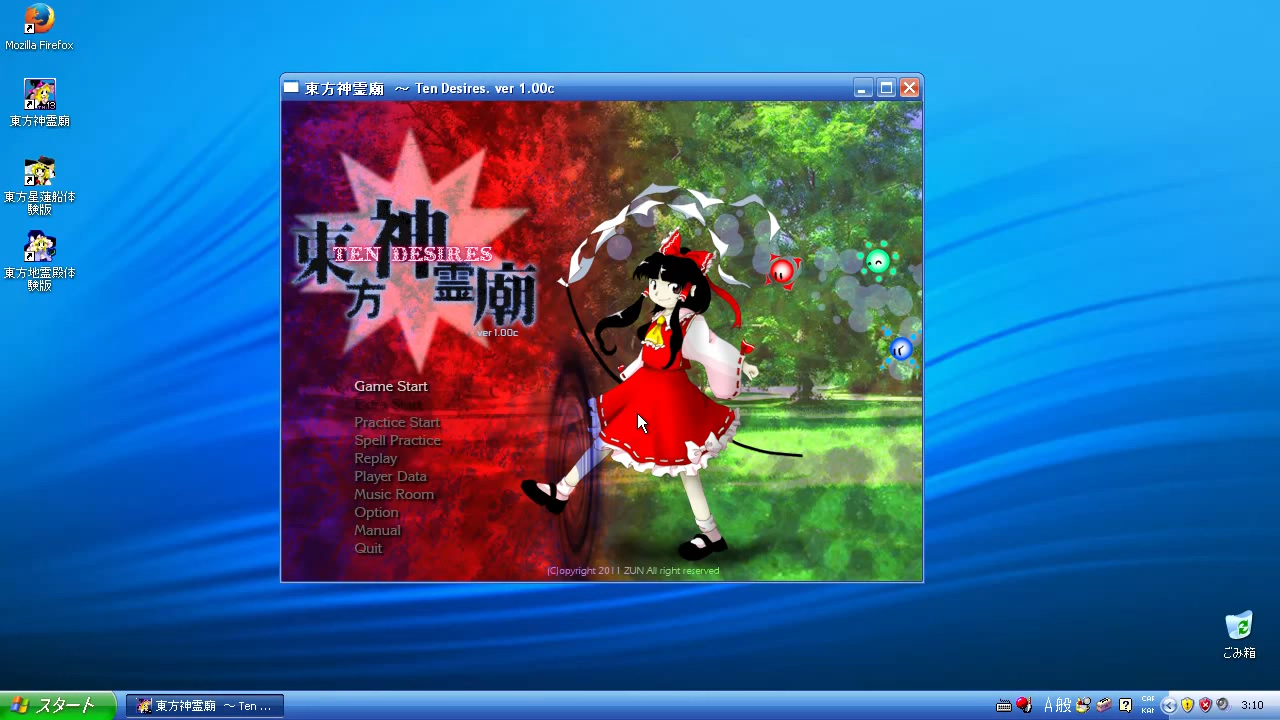 Mozilla Firefox
東方神霊廟
東方星蓮船体
験版
東方地霊殿体
験版
東方神霊廟 ～ Ten Desires. ver 1.00c
東方神霊廟
TEN DESIRES
ver 1.00c
Game Start
Extra Start
Practice Start
Spell Practice
Replay
Player Data
Music Room
Option
Manual
Quit
(C)opyright 2011 ZUN All right reserved
ごみ箱
スタート
東方神霊廟 ～ Ten ...
A 般
CAP
KANA
3:10